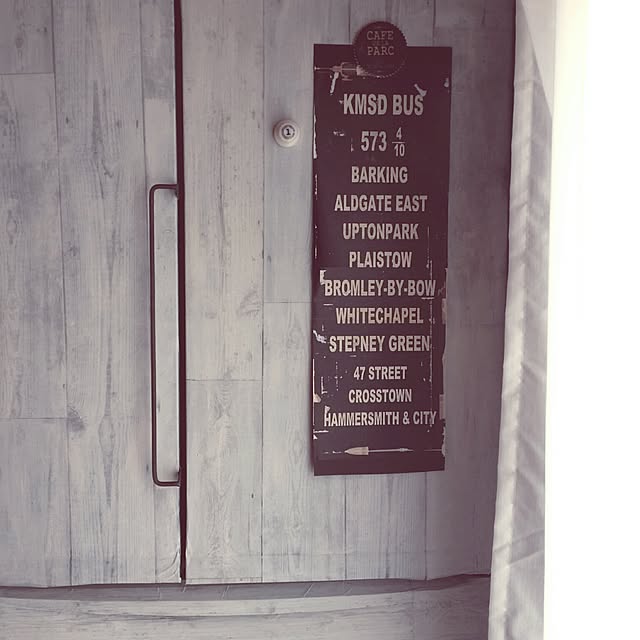 CAFE
PARC
KMSD BUS
573 4/10
BARKING
ALDGATE EAST
UPTONPARK
PLAISTOW
BROMLEY-BY-BOW
WHITECHAPEL
STEPNEY GREEN
47 STREET
CROSSTOWN
HAMMERSMITH & CITY
1